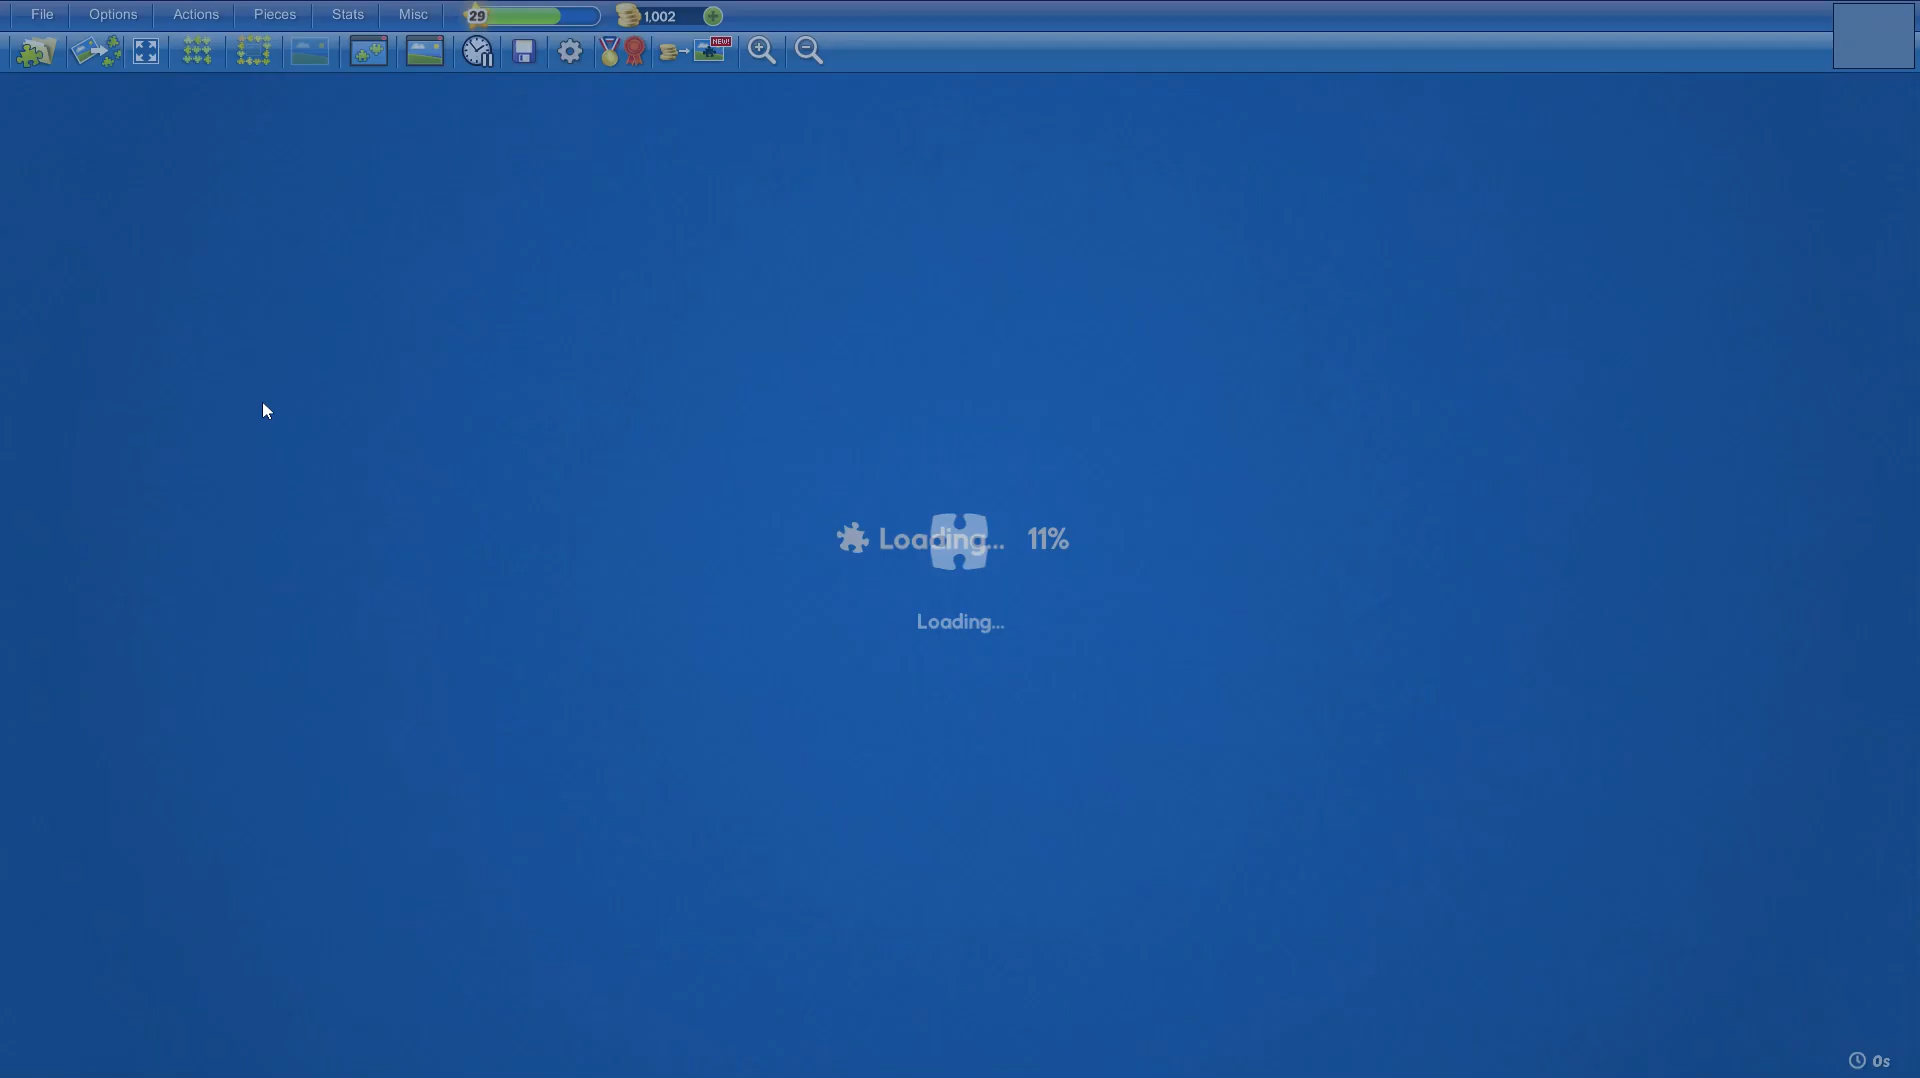 File Options Actions Pieces Stats Misc 29 1,002
NEW!
Loading... 11%
Loading...
0s